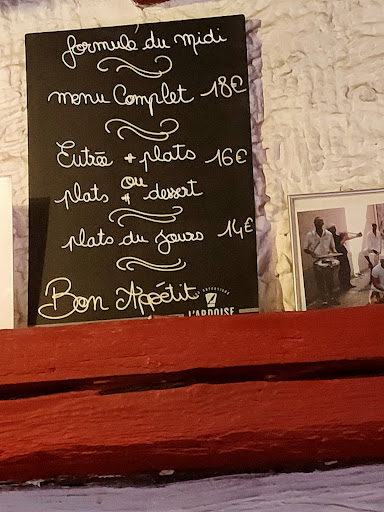 formule du midi
menu Complet 18€
Entrée + plats 16€
ou
plats + dessert
plats du jours 14€
Bon Appétit
L'ARDOISE